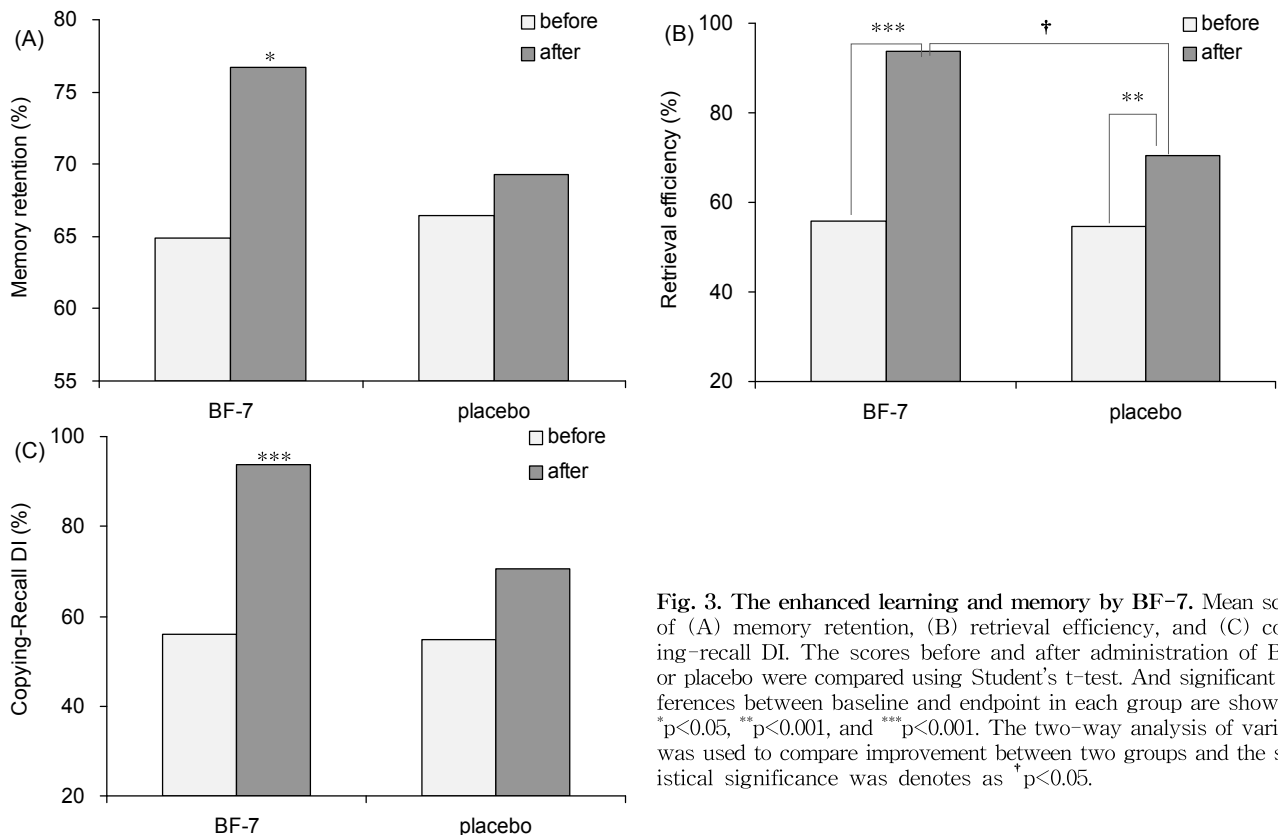 (A)
80
75
70
65
60
55
Memory retention (%)
before
after
*
BF-7
placebo
(B)
100
80
60
40
20
Retrieval efficiency (%)
before
after
***
†
**
BF-7
placebo
(C)
100
80
60
40
20
Copying-Recall DI (%)
before
after
***
BF-7
placebo
Fig. 3. The enhanced learning and memory by BF-7. Mean
of (A) memory retention, (B) retrieval efficiency, and (C)
ing-recall DI. The scores before and after administration of
or placebo were compared using Student's t-test. And significant
ferences between baseline and endpoint in each group are
*p<0.05, **p<0.001, and ***p<0.001. The two-way analysis of
was used to compare improvement between two groups and the
istical significance was denotes as †p<0.05.